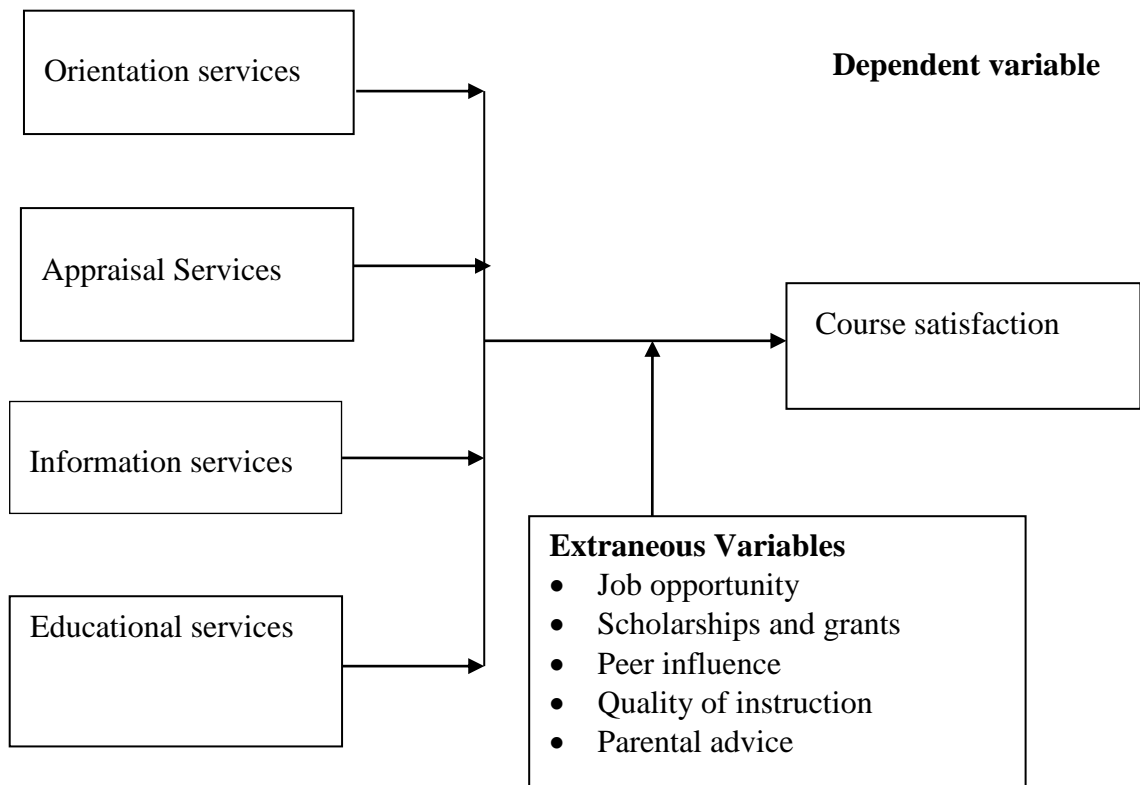 Orientation services
Dependent variable
Appraisal Services
Course satisfaction
Information services
Educational services
Extraneous Variables
• Job opportunity
• Scholarships and grants
• Peer influence
• Quality of instruction
• Parental advice